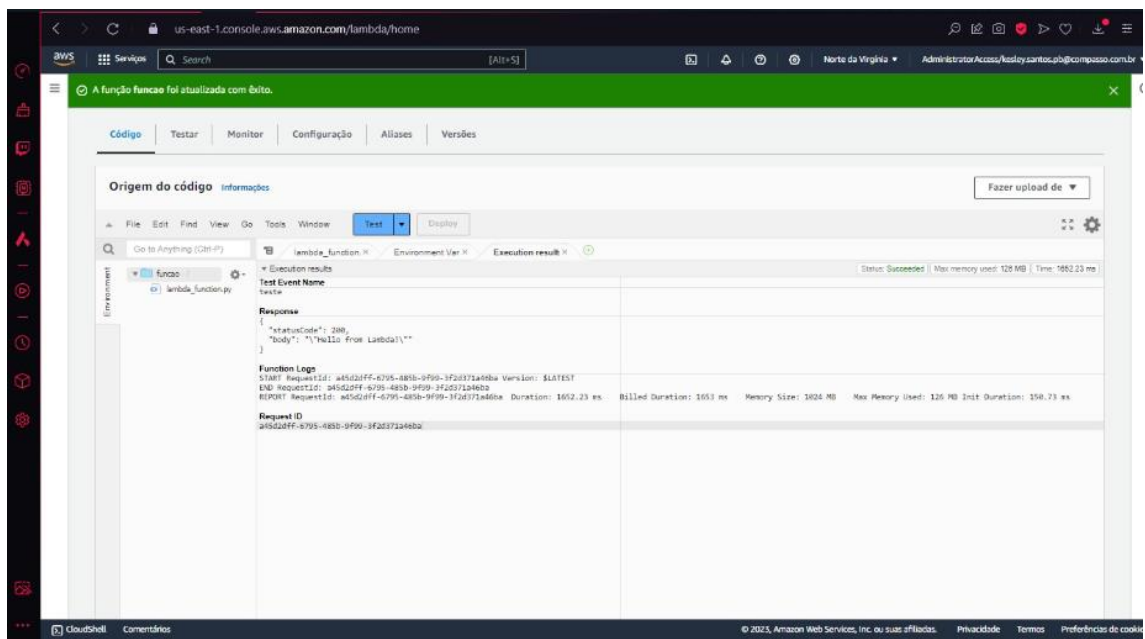 us-east-1.console.aws.amazon.com/lambda/home
aws Serviços Search [Alt+S] Norte da Virgínia AdministratorAccess/kesley.santos.pb@compasso.com.br
A função funcao foi atualizada com êxito.
Código Testar Monitor Configuração Aliases Versões
Origem do código Informações Fazer upload de
File Edit Find View Go Tools Window Test Deploy
Go to Anything (Ctrl-P) lambda_function Environment Var Execution result
Environment
funcao
lambda_function.py
Execution results Status: Succeeded Max memory used: 126 MB Time: 1652.23 ms
Test Event Name
teste
Response
{
"statusCode": 200,
"body": "\"Hello from Lambda!\""
}
Function Logs
START RequestId: a45d2dff-6795-485b-9f99-3f2d371a46ba Version: $LATEST
END RequestId: a45d2dff-6795-485b-9f99-3f2d371a46ba
REPORT RequestId: a45d2dff-6795-485b-9f99-3f2d371a46ba Duration: 1652.23 ms Billed Duration: 1653 ms Memory Size: 1024 MB Max Memory Used: 126 MB Init Duration: 150.73 ms
Request ID
a45d2dff-6795-485b-9f99-3f2d371a46ba
CloudShell Comentários © 2023, Amazon Web Services, Inc. ou suas afiliadas. Privacidade Termos Preferências de cookie